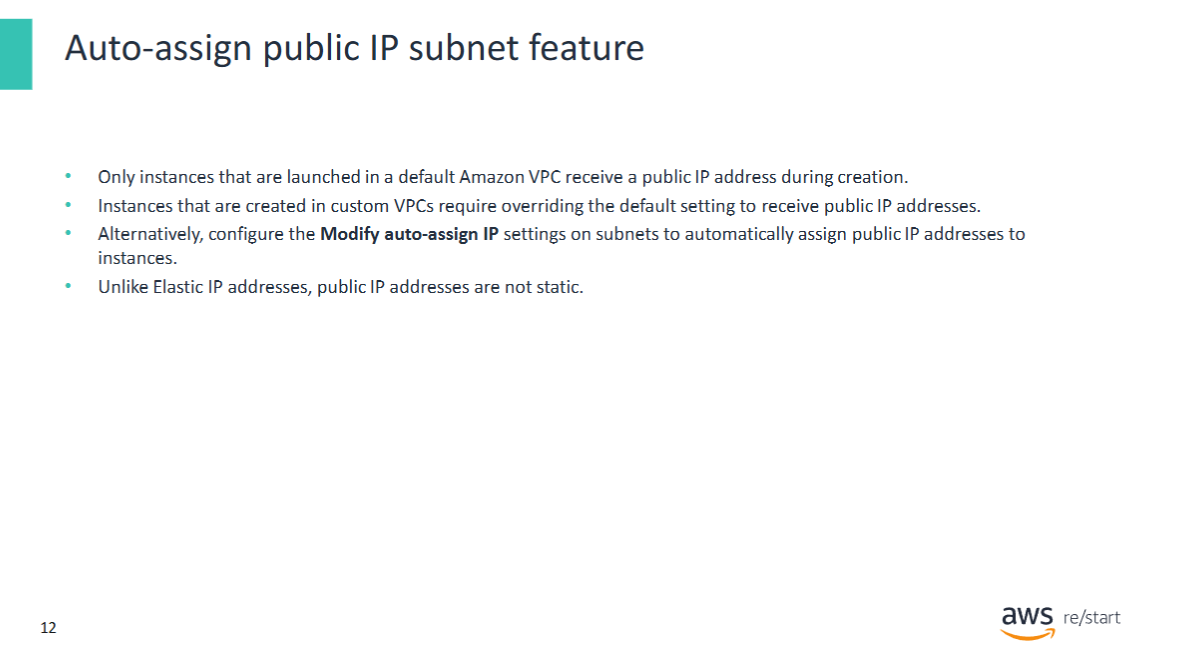 Auto-assign public IP subnet feature
• Only instances that are launched in a default Amazon VPC receive a public IP address during creation.
• Instances that are created in custom VPCs require overriding the default setting to receive public IP addresses.
• Alternatively, configure the Modify auto-assign IP settings on subnets to automatically assign public IP addresses to
instances.
• Unlike Elastic IP addresses, public IP addresses are not static.
12
aws re/start